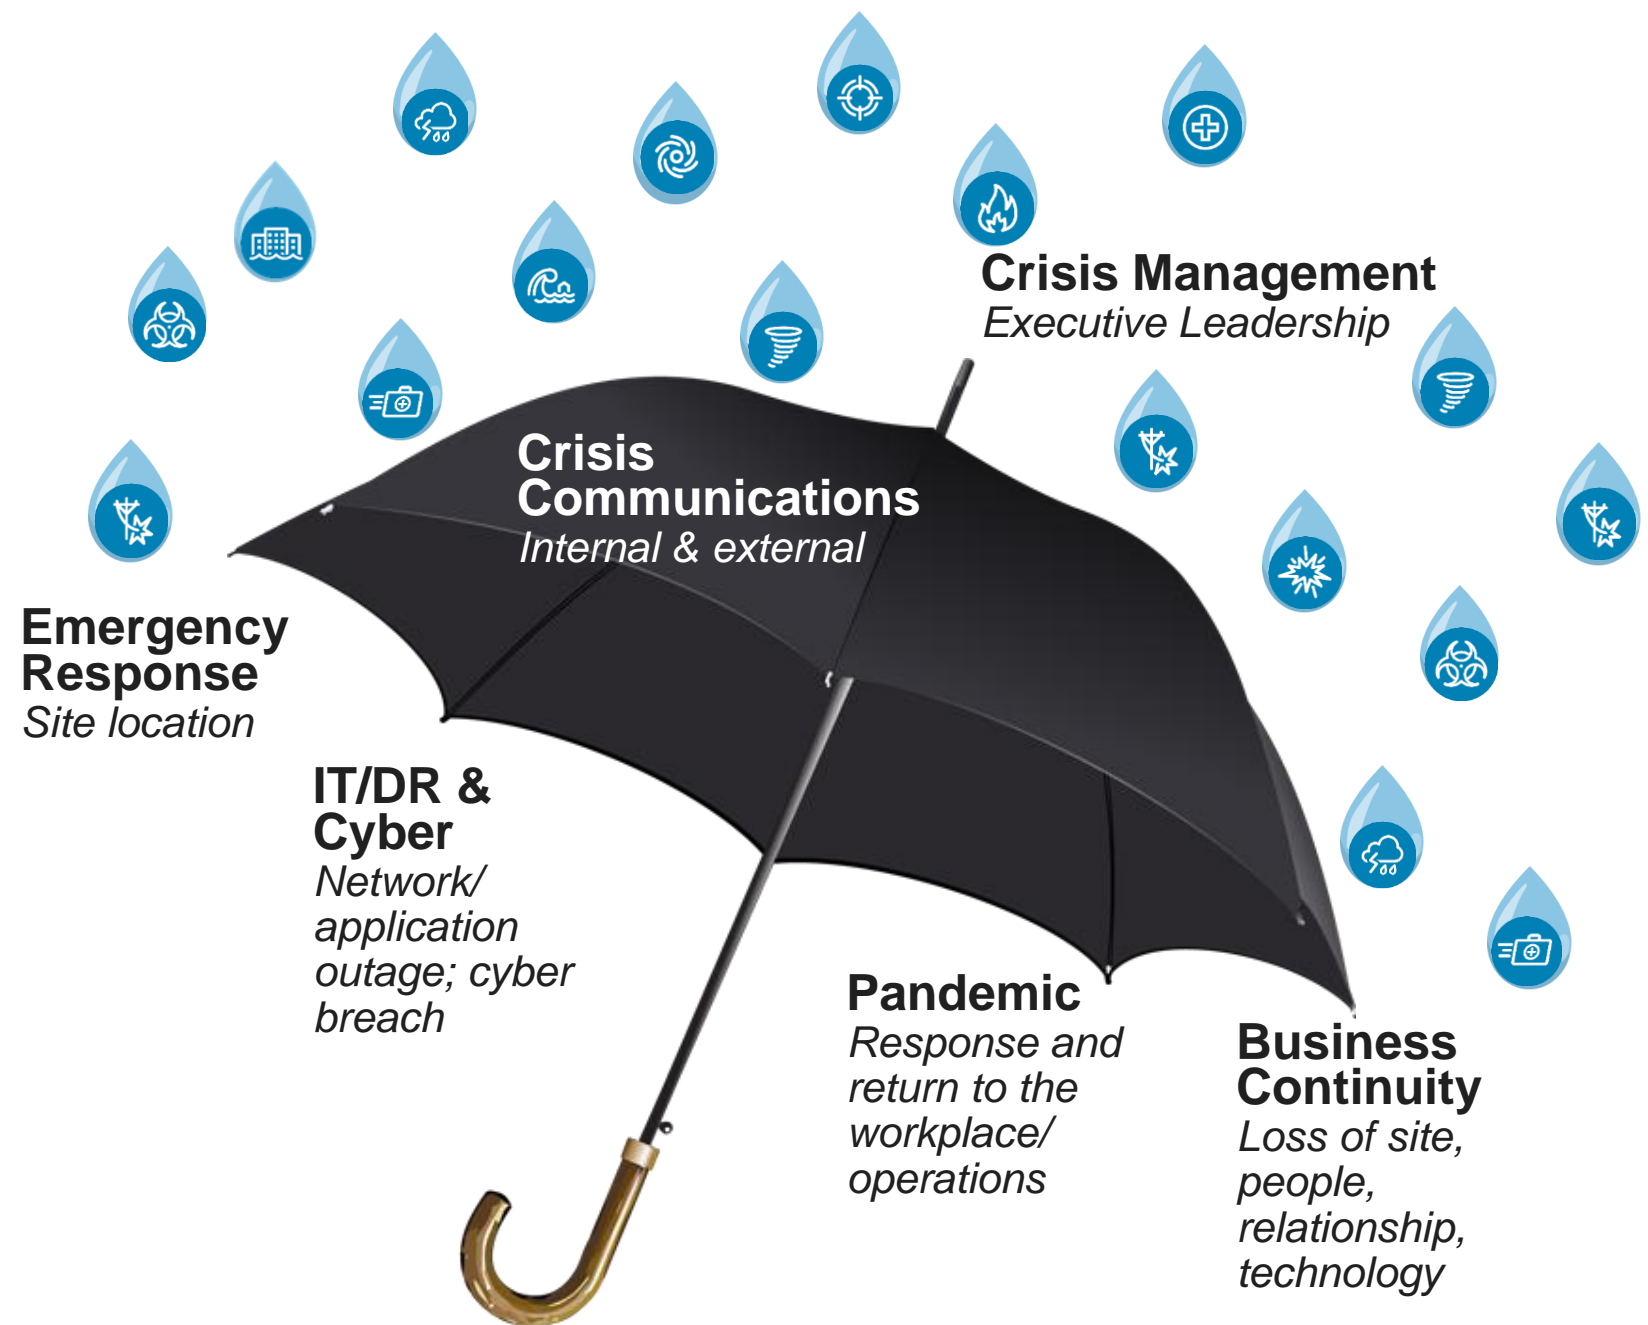 Crisis Management
Executive Leadership
Crisis
Communications
Internal & external
Emergency
Response
Site location
IT/DR &
Cyber
Network/
application
outage; cyber
breach
Pandemic
Response and
return to the
workplace/
operations
Business
Continuity
Loss of site,
people,
relationship,
technology